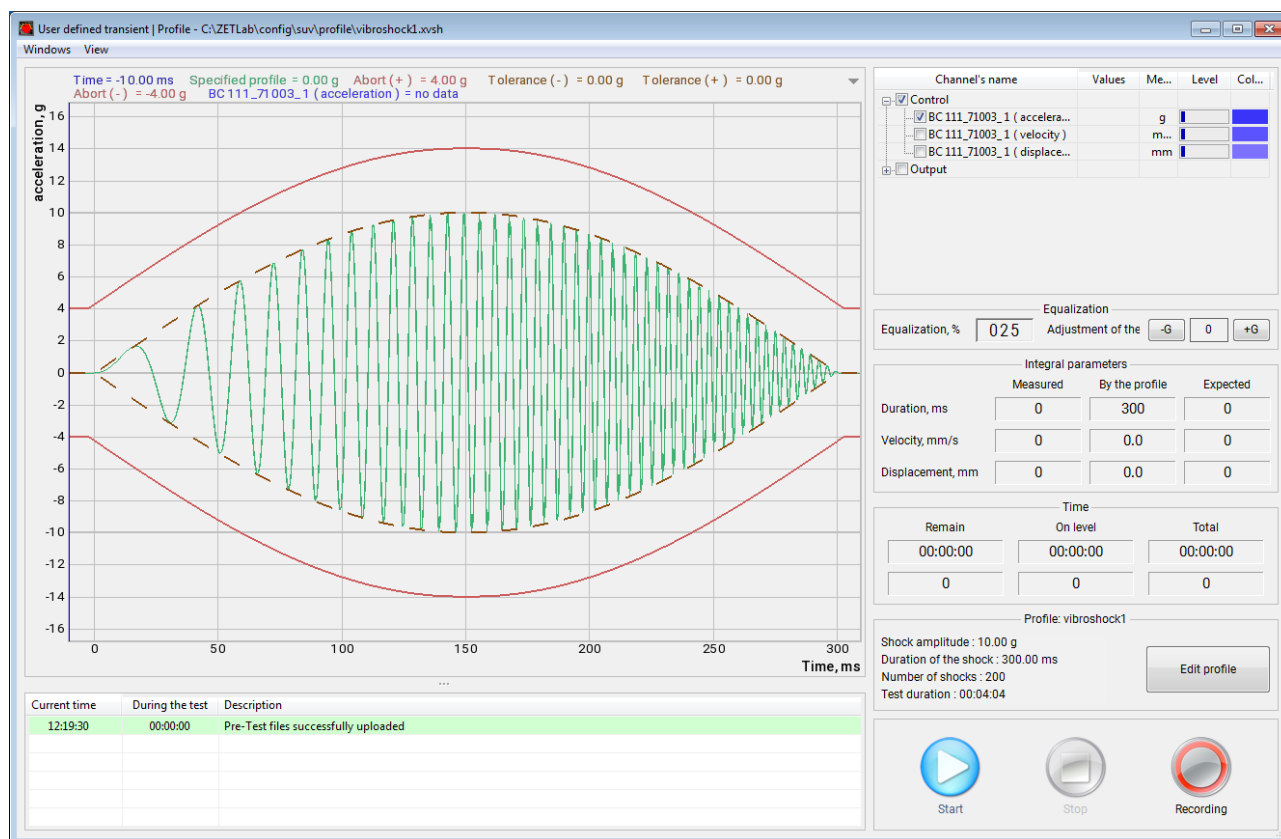 User defined transient | Profile - C:\ZETLab\config\suv\profile\vibroshock1.xvsh
Windows View
Time = -10.00 ms Specified profile = 0.00 g Abort (+) = 4.00 g Tolerance (-) = 0.00 g Tolerance (+) = 0.00 g
Abort (-) = -4.00 g BC 111_71003_1 ( acceleration ) = no data
acceleration, g
16
14
12
10
8
6
4
2
0
-2
-4
-6
-8
-10
-12
-14
-16
0 50 100 150 200 250 300
Time, ms
...
Current time During the test Description
12:19:30 00:00:00 Pre-Test files successfully uploaded
Channel's name Values Me... Level Col...
Control
BC 111_71003_1 ( accelera... g
BC 111_71003_1 ( velocity ) m...
BC 111_71003_1 ( displace... mm
Output
Equalization
Equalization, % 025 Adjustment of the -G 0 +G
Integral parameters
Measured By the profile Expected
Duration, ms 0 300 0
Velocity, mm/s 0 0.0 0
Displacement, mm 0 0.0 0
Time
Remain On level Total
00:00:00 00:00:00 00:00:00
0 0 0
Profile: vibroshock1
Shock amplitude : 10.00 g
Duration of the shock : 300.00 ms
Number of shocks : 200
Test duration : 00:04:04
Edit profile
Start Stop Recording